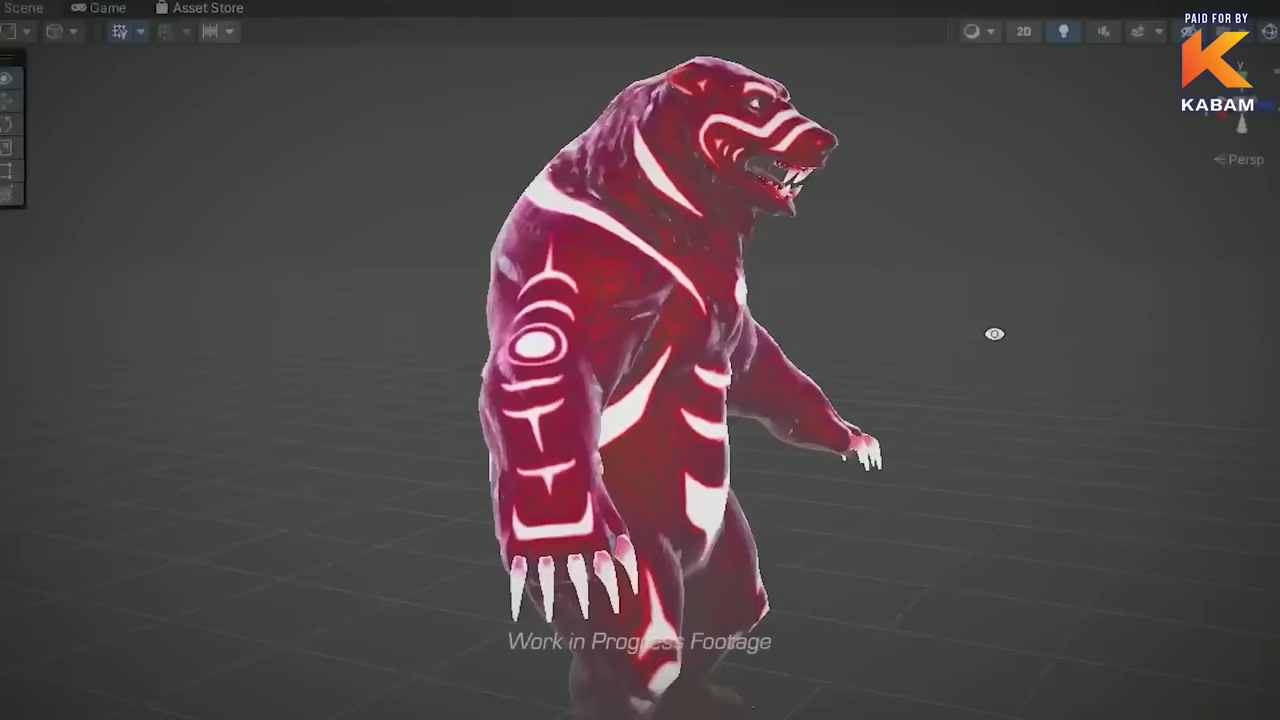 Scene Game Asset Store
2D
PAID FOR BY
KABAM
y
Persp
Work in Progress Footage